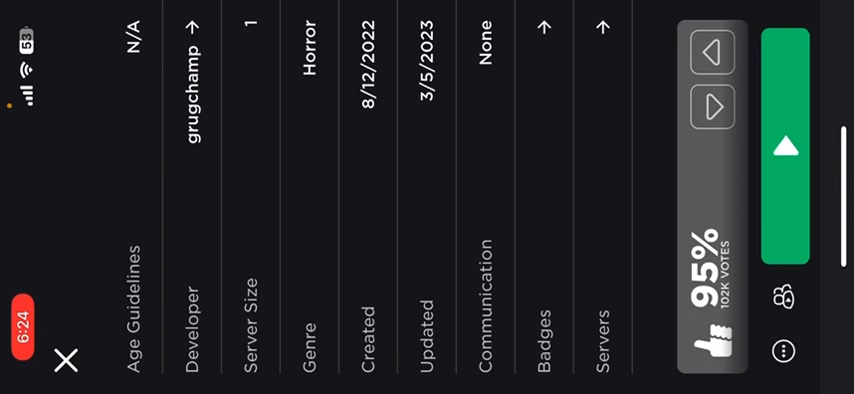 6:24
53
Age Guidelines N/A
Developer grugchamp →
Server Size 1
Genre Horror
Created 8/12/2022
Updated 3/5/2023
Communication None
Badges →
Servers →
95%
102K VOTES